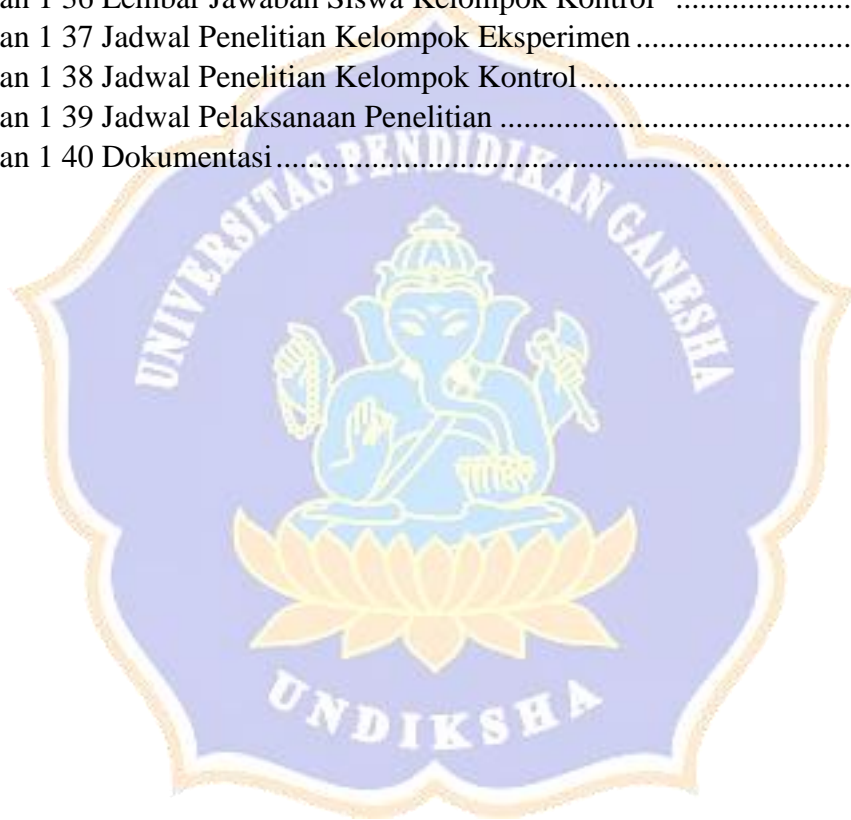 an 1 36 Lembar Jawaban Siswa Kelompok Kontrol ......................
an 1 37 Jadwal Penelitian Kelompok Eksperimen ...........................
an 1 38 Jadwal Penelitian Kelompok Kontrol..................................
an 1 39 Jadwal Pelaksanaan Penelitian ............................................
an 1 40 Dokumentasi........................................................................
UNIVERSITAS PENDIDIKAN GANESHA
UNDIKSHA